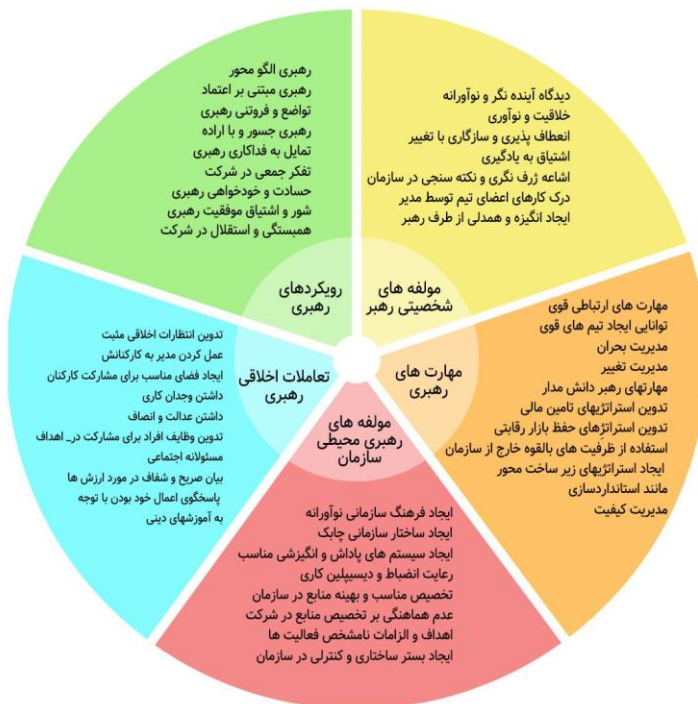 رهبری الگو محور
رهبری مبتنی بر اعتماد
تواضع و فروتنی رهبری
رهبری جسور و با اراده
تمایل به فداکاری رهبری
تفکر جمعی در شرکت
حسادت و خودخواهی رهبری
شور و اشتیاق موفقیت رهبری
همبستگی و استقلال در شرکت
رویکردهای
رهبری
دیدگاه آینده نگر و نوآورانه
خلاقیت و نوآوری
انعطاف پذیری و سازگاری با تغییر
اشتیاق به یادگیری
اشاعه ژرف نگری و نکته سنجی در سازمان
درک کارهای اعضای تیم توسط مدیر
ایجاد انگیزه و همدلی از طرف رهبر
مولفه های
شخصیتی رهبر
مهارت های ارتباطی قوی
توانایی ایجاد تیم های قوی
مدیریت بحران
مدیریت تغییر
مهارتهای رهبر دانش مدار
تدوین استراتژیهای تامین مالی
تدوین استراتژهای حفظ بازار رقابتی
استفاده از ظرفیت های بالقوه خارج از سازمان
ایجاد استراتژیهای زیر ساخت محور
مانند استانداردسازی
مدیریت کیفیت
مهارت های
رهبری
تدوین انتظارات اخلاقی مثبت
عمل کردن مدیر به کارکنانش
ایجاد فضای مناسب برای مشارکت کارکنان
داشتن وجدان کاری
داشتن عدالت و انصاف
تدوین وظایف افراد برای مشارکت در_ اهداف
مسئولانه اجتماعی
بیان صریح و شفاف در مورد ارزش ها
پاسخگوی اعمال خود بودن با توجه
به آموزشهای دینی
تعاملات اخلاقی
رهبری
مولفه های
رهبری محیطی
سازمان
ایجاد فرهنگ سازمانی نوآورانه
ایجاد ساختار سازمانی چابک
ایجاد سیستم های پاداش و انگیزشی مناسب
رعایت انضباط و دیسیپلین کاری
تخصیص مناسب و بهینه منابع در سازمان
عدم هماهنگی بر تخصیص منابع در شرکت
اهداف و الزامات نامشخص فعالیت ها
ایجاد بستر ساختاری و کنترلی در سازمان